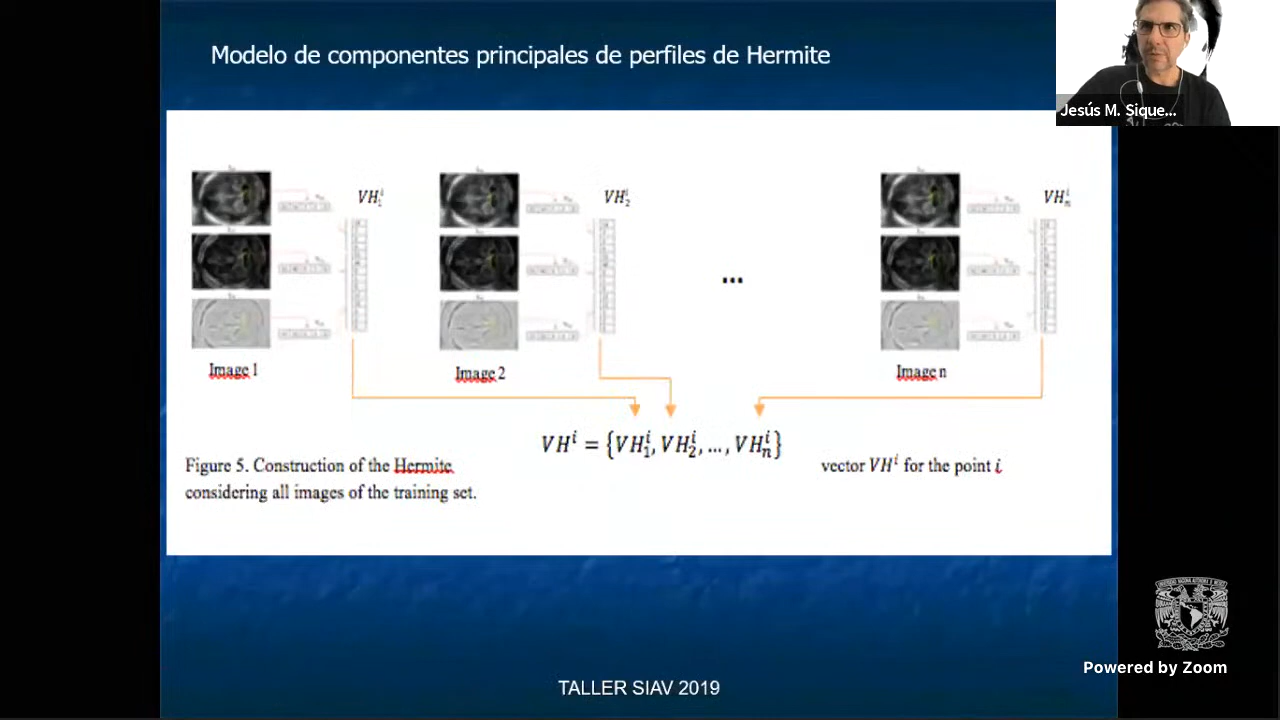 Modelo de componentes principales de perfiles de Hermite
Jesús M. Sique...
VH₁ⁱ
VH₂ⁱ
VHₙⁱ
...
Image 1
Image 2
Image n
VHⁱ = {VH₁ⁱ, VH₂ⁱ, ..., VHₙⁱ}
Figure 5. Construction of the Hermite
vector VHⁱ for the point i
considering all images of the training set.
Powered by Zoom
TALLER SIAV 2019